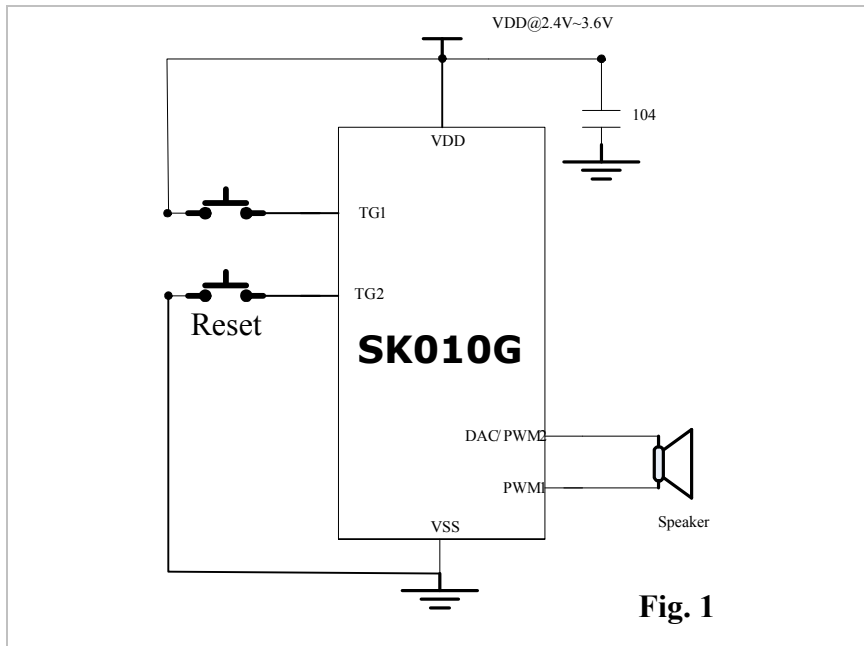 VDD@2.4V~3.6V
104
VDD
TG1
TG2
Reset
SK010G
DAC/PWM2
PWM1
VSS
Speaker
Fig. 1